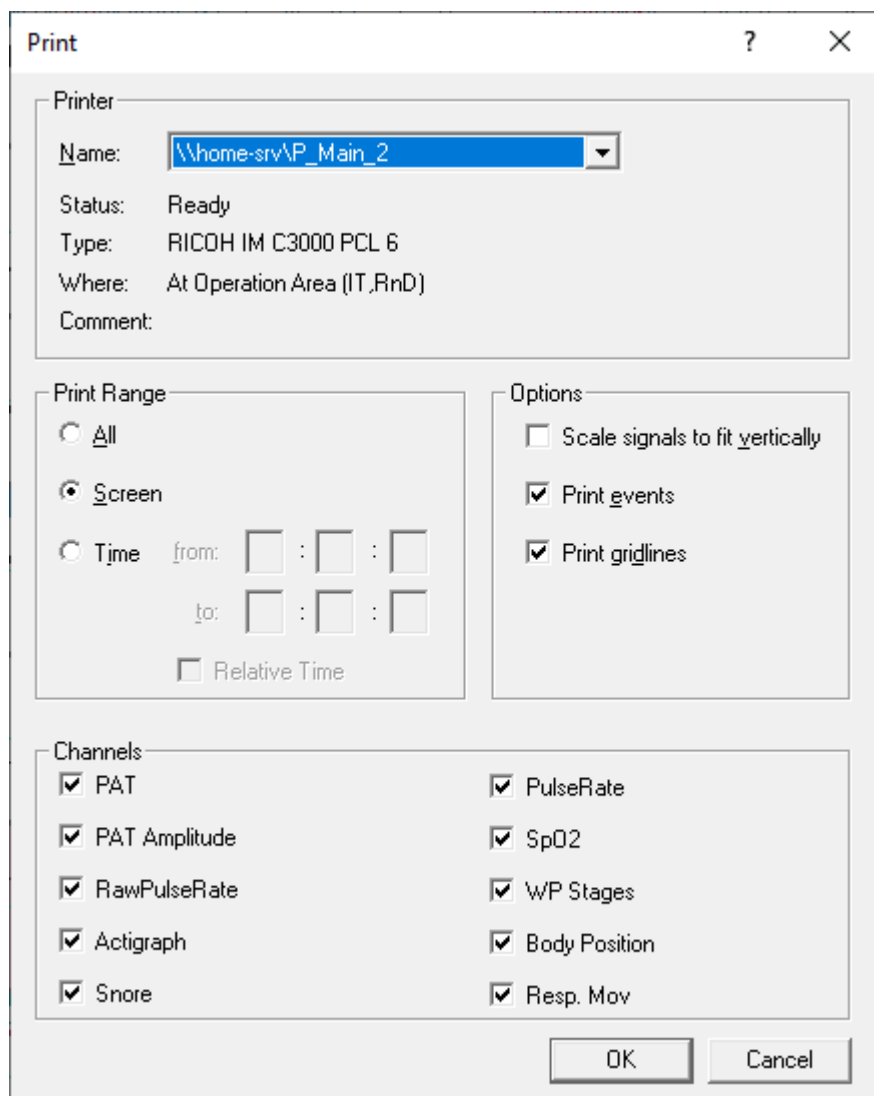 Print
Printer
Name: \\home-srv\P_Main_2
Status: Ready
Type: RICOH IM C3000 PCL 6
Where: At Operation Area (IT,RnD)
Comment:
Print Range
All
Screen
Time from: : :
to: : :
Relative Time
Options
Scale signals to fit vertically
Print events
Print gridlines
Channels
PAT
PAT Amplitude
RawPulseRate
Actigraph
Snore
PulseRate
SpO2
WP Stages
Body Position
Resp. Mov
OK Cancel